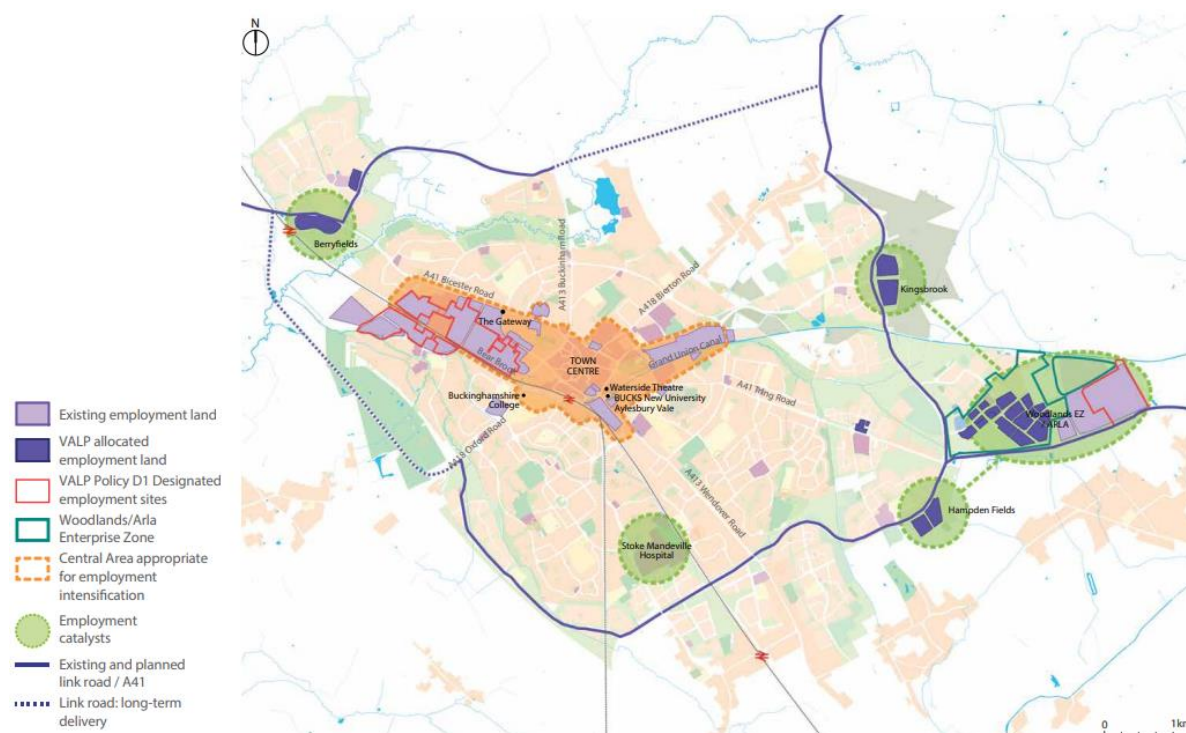 N
Berryfields
A41 Bicester Road
The Gateway
Bear Brook
A413 Buckinham Road
A418 Bierton Road
Kingsbrook
TOWN
CENTRE
Grand Union Canal
Buckinghamshire
College
Waterside Theatre
BUCKS New University
Aylesbury Vale
A41 Tring Road
Woodlands EZ
/ ARLA
A418 Oxford Road
A413 Wendover Road
Hampden Fields
Stoke Mandeville
Hospital
0 1km
Existing employment land
VALP allocated
employment land
VALP Policy D1 Designated
employment sites
Woodlands/Arla
Enterprise Zone
Central Area appropriate
for employment
intensification
Employment
catalysts
Existing and planned
link road / A41
Link road: long-term
delivery